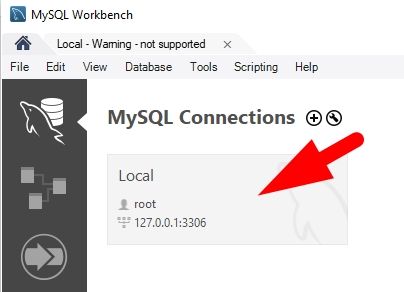 MySQL Workbench
Local - Warning - not supported
File Edit View Database Tools Scripting Help
MySQL Connections
Local
root
127.0.0.1:3306